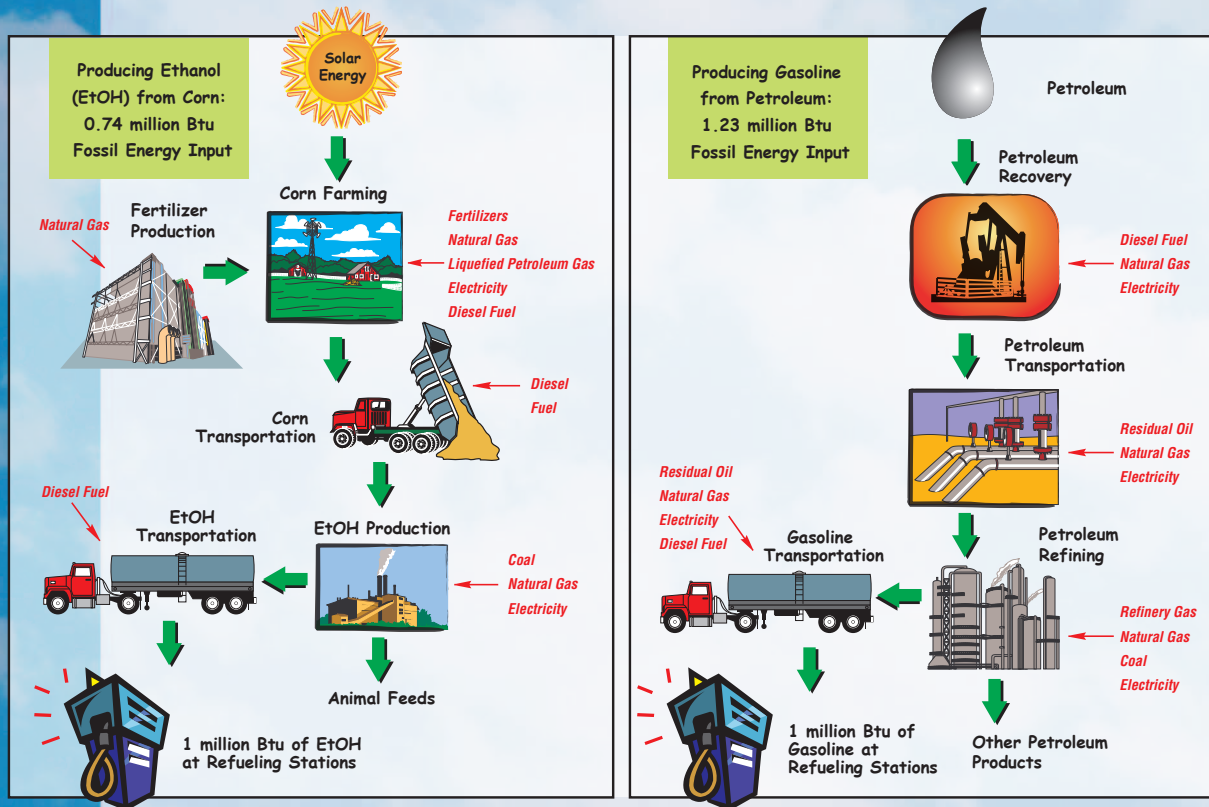 Producing Ethanol
(EtOH) from Corn:
0.74 million Btu
Fossil Energy Input
Solar
Energy
Corn Farming
Fertilizer
Production
Natural Gas
Fertilizers
Natural Gas
Liquefied Petroleum Gas
Electricity
Diesel Fuel
Corn
Transportation
Diesel
Fuel
EtOH Production
Coal
Natural Gas
Electricity
EtOH
Transportation
Diesel Fuel
Animal Feeds
1 million Btu of EtOH
at Refueling Stations
Producing Gasoline
from Petroleum:
1.23 million Btu
Fossil Energy Input
Petroleum
Petroleum
Recovery
Diesel Fuel
Natural Gas
Electricity
Petroleum
Transportation
Residual Oil
Natural Gas
Electricity
Petroleum
Refining
Refinery Gas
Natural Gas
Coal
Electricity
Gasoline
Transportation
Residual Oil
Natural Gas
Electricity
Diesel Fuel
1 million Btu of
Gasoline at
Refueling Stations
Other Petroleum
Products